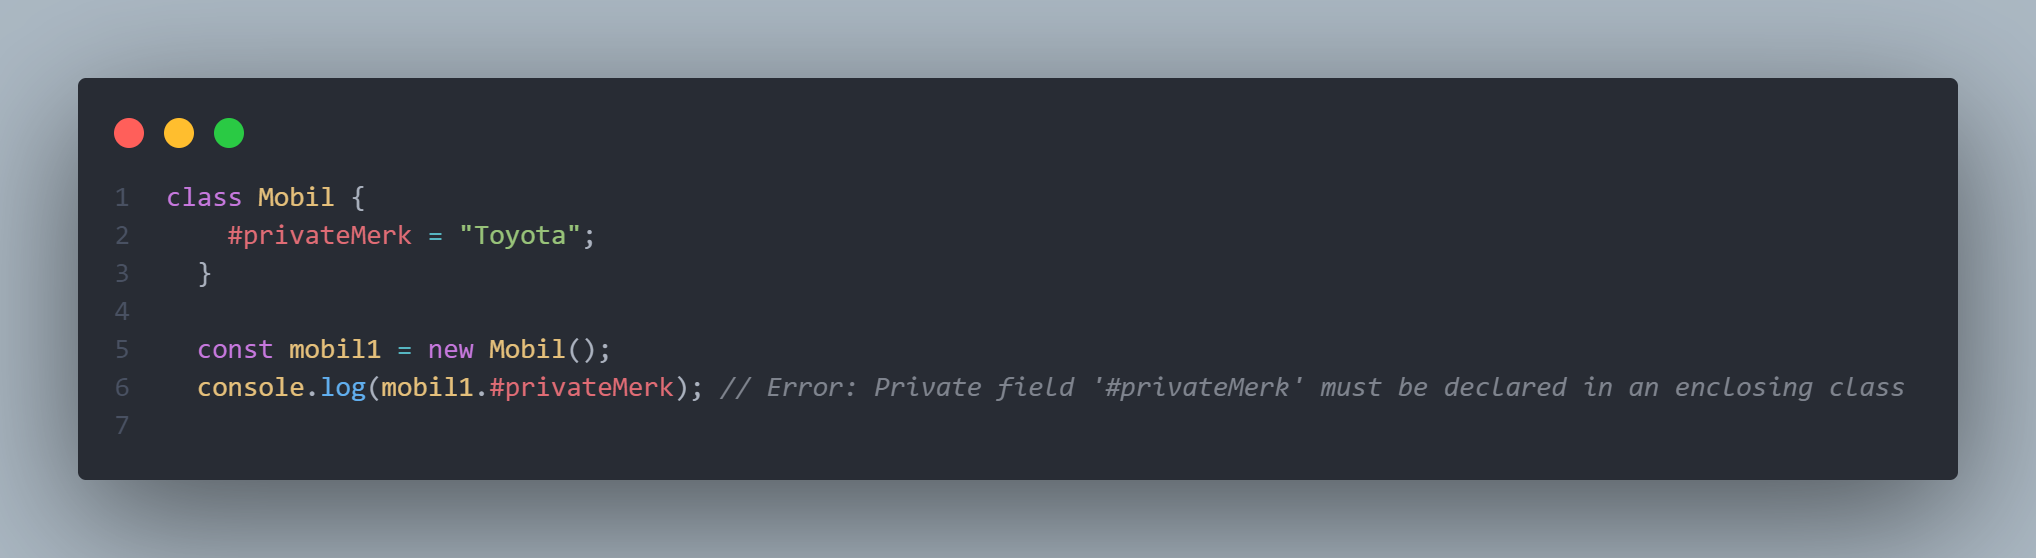 1 class Mobil {
2 #privateMerk = "Toyota";
3 }
4
5 const mobil1 = new Mobil();
6 console.log(mobil1.#privateMerk); // Error: Private field '#privateMerk' must be declared in an enclosing class
7